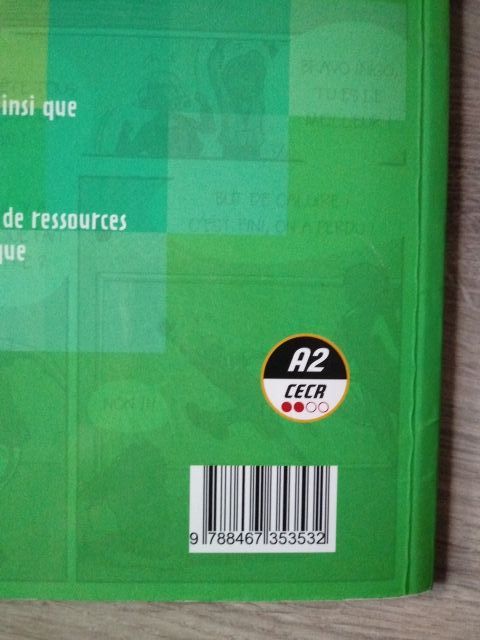 BRAVO INGO,
TU ES LE
MEILLEUR !
insi que
BUT DE
C'EST FINI, ON A PERDU !
de ressources
que
A2
CECR
NON !!!
9 788467 353532